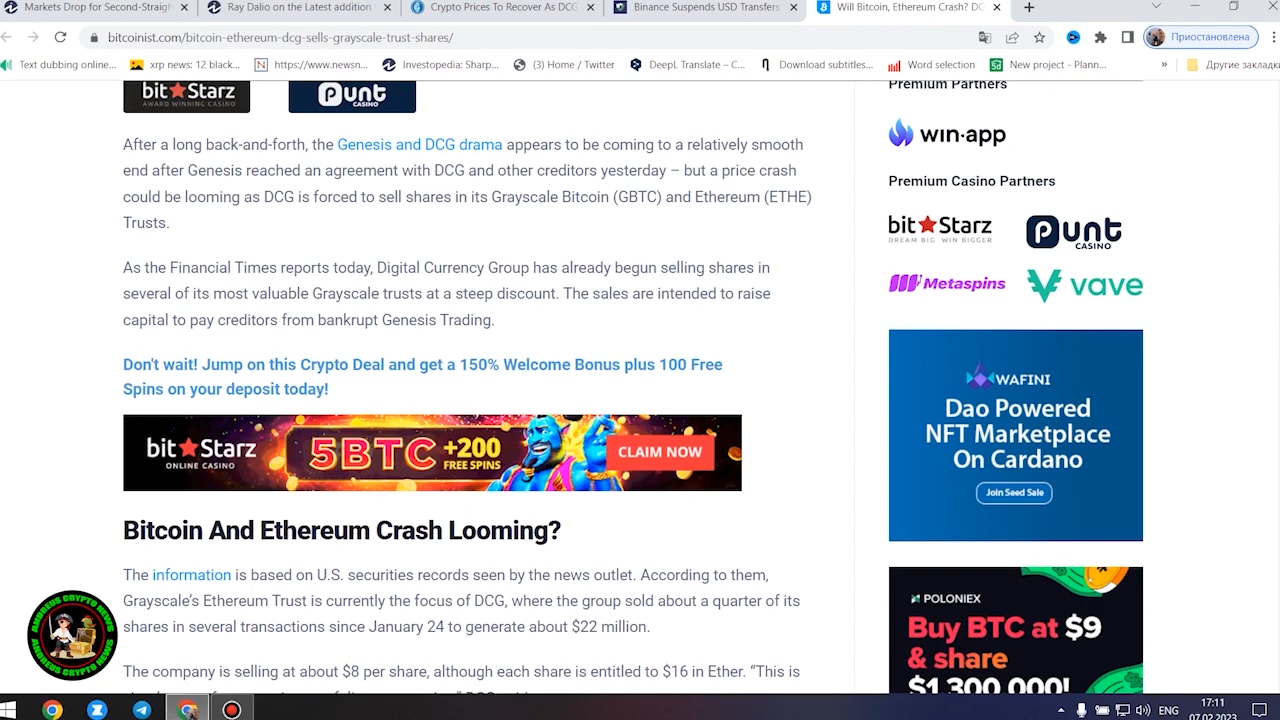 Markets Drop for Second-Straigh
Ray Dalio on the Latest addition
Crypto Prices To Recover As DCG
Binance Suspends USD Transfers
Will Bitcoin, Ethereum Crash? DC
bitcoinist.com/bitcoin-ethereum-dcg-sells-grayscale-trust-shares/
Приостановлена
Text dubbing online...
xrp news: 12 black...
https://www.newsn...
Investopedia: Sharp...
(3) Home / Twitter
DeepL Translate – C...
Download subtitles...
Word selection
New project - Plann...
»
Другие закладки
bit Starz
AWARD WINNING CASINO
Punt
CASINO
After a long back-and-forth, the Genesis and DCG drama appears to be coming to a relatively smooth
end after Genesis reached an agreement with DCG and other creditors yesterday – but a price crash
could be looming as DCG is forced to sell shares in its Grayscale Bitcoin (GBTC) and Ethereum (ETHE)
Trusts.
As the Financial Times reports today, Digital Currency Group has already begun selling shares in
several of its most valuable Grayscale trusts at a steep discount. The sales are intended to raise
capital to pay creditors from bankrupt Genesis Trading.
Don't wait! Jump on this Crypto Deal and get a 150% Welcome Bonus plus 100 Free
Spins on your deposit today!
bit Starz
ONLINE CASINO
5BTC
+200
FREE SPINS
CLAIM NOW
Bitcoin And Ethereum Crash Looming?
The information is based on U.S. securities records seen by the news outlet. According to them,
Grayscale's Ethereum Trust is currently the focus of DCG, where the group sold about a quarter of its
shares in several transactions since January 24 to generate about $22 million.
The company is selling at about $8 per share, although each share is entitled to $16 in Ether. “This is
Premium Partners
win·app
Premium Casino Partners
bit Starz
DREAM BIG WIN BIGGER
Punt
CASINO
Metaspins
vave
WAFINI
Dao Powered
NFT Marketplace
On Cardano
Join Seed Sale
POLONIEX
Buy BTC at $9
& share
$1,300,000!
ANDREUS CRYPTO NEWS
ANDREUS CRYPTO NEWS
ENG
17:11
07.02.2023